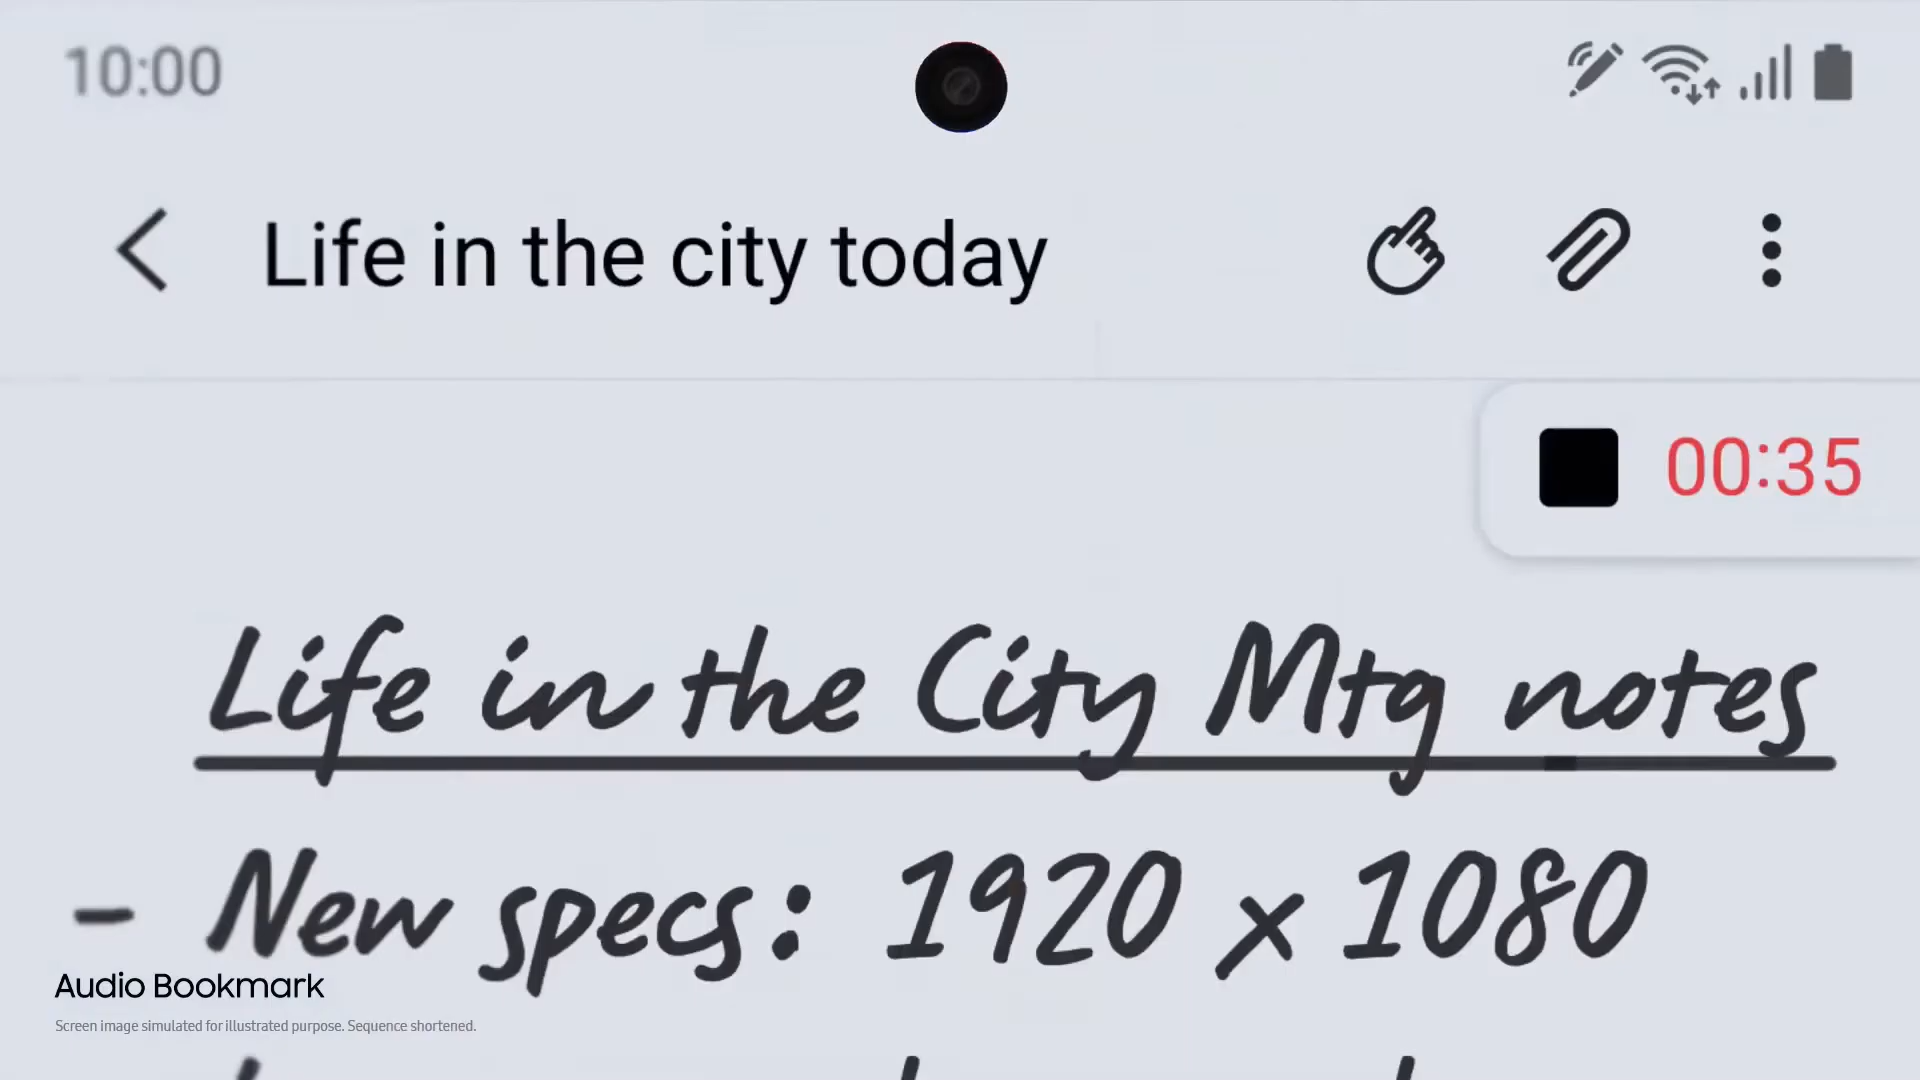 10:00
Life in the city today
00:35
Life in the City Mtg notes
- New specs: 1920 x 1080
Audio Bookmark
Screen image simulated for illustrated purpose. Sequence shortened.